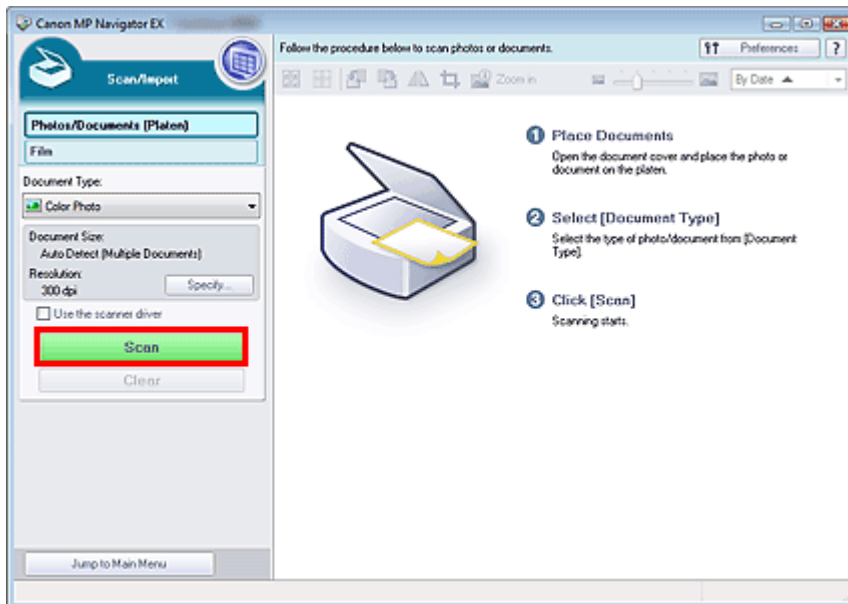 Canon MP Navigator EX
Scan/Import
Photos/Documents (Platen)
Film
Document Type:
Color Photo
Document Size:
Auto Detect (Multiple Documents)
Resolution:
300 dpi
Specify...
Use the scanner driver
Scan
Clear
Jump to Main Menu
Follow the procedure below to scan photos or documents.
Preferences
?
Zoom in
By Date
1 Place Documents
Open the document cover and place the photo or
document on the platen.
2 Select [Document Type]
Select the type of photo/document from [Document
Type].
3 Click [Scan]
Scanning starts.